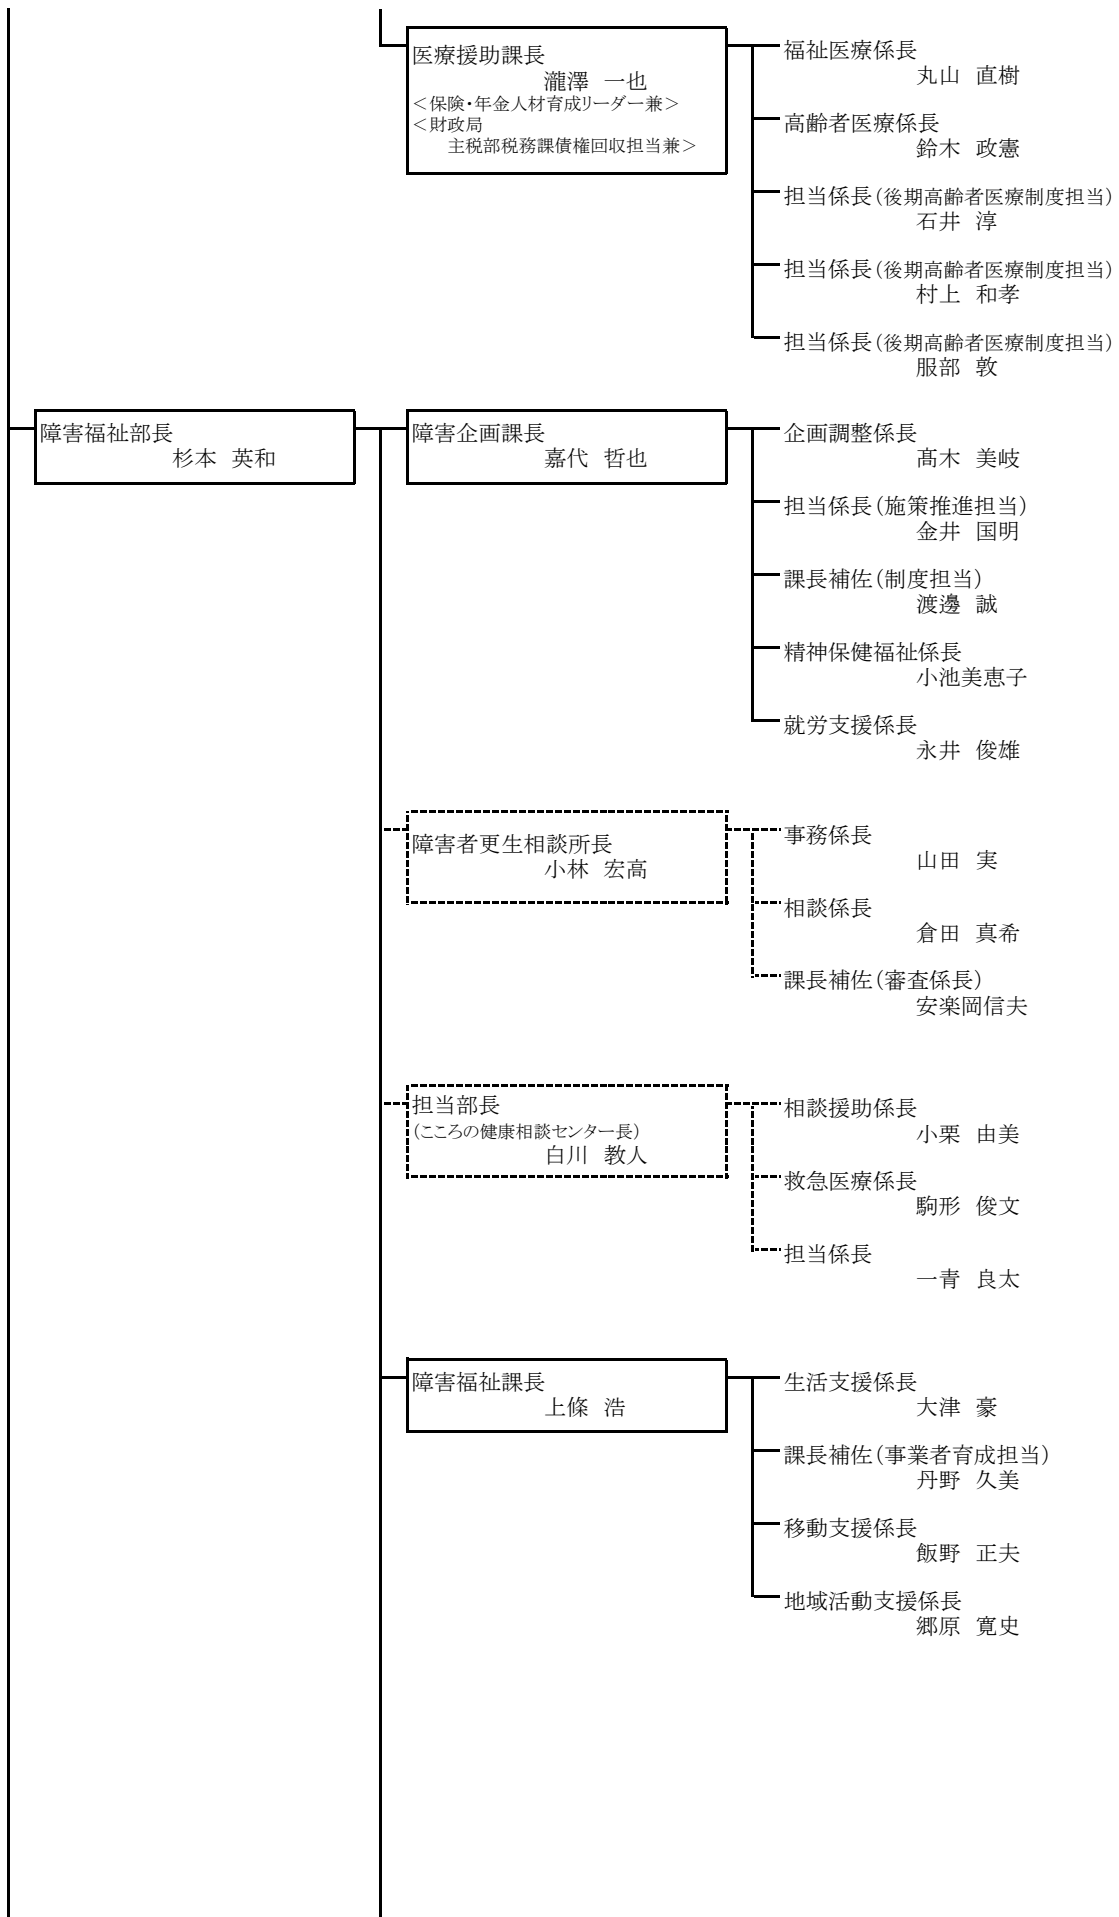 医療援助課長
瀧澤 一也
＜保険・年金人材育成リーダー兼＞
＜財政局
主税部税務課債権回収担当兼＞
福祉医療係長
丸山 直樹
高齢者医療係長
鈴木 政憲
担当係長（後期高齢者医療制度担当）
石井 淳
担当係長（後期高齢者医療制度担当）
村上 和孝
担当係長（後期高齢者医療制度担当）
服部 敦
障害福祉部長
杉本 英和
障害企画課長
嘉代 哲也
企画調整係長
髙木 美岐
担当係長（施策推進担当）
金井 国明
課長補佐（制度担当）
渡邊 誠
精神保健福祉係長
小池美恵子
就労支援係長
永井 俊雄
障害者更生相談所長
小林 宏高
事務係長
山田 実
相談係長
倉田 真希
課長補佐（審査係長）
安楽岡信夫
担当部長
（こころの健康相談センター長）
白川 教人
相談援助係長
小栗 由美
救急医療係長
駒形 俊文
担当係長
一青 良太
障害福祉課長
上條 浩
生活支援係長
大津 豪
課長補佐（事業者育成担当）
丹野 久美
移動支援係長
飯野 正夫
地域活動支援係長
郷原 寛史